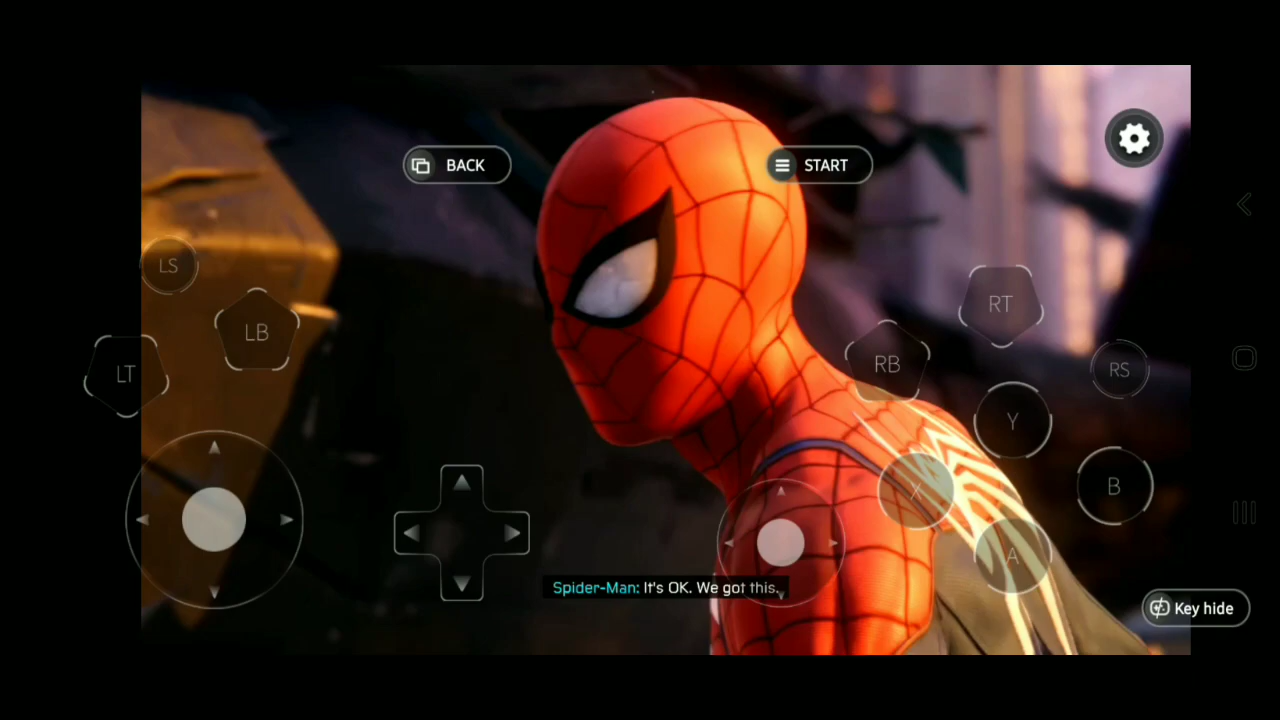 BACK
START
LS
LB
LT
RT
RB
RS
Y
X
B
A
Spider-Man: It's OK. We got this.
Key hide